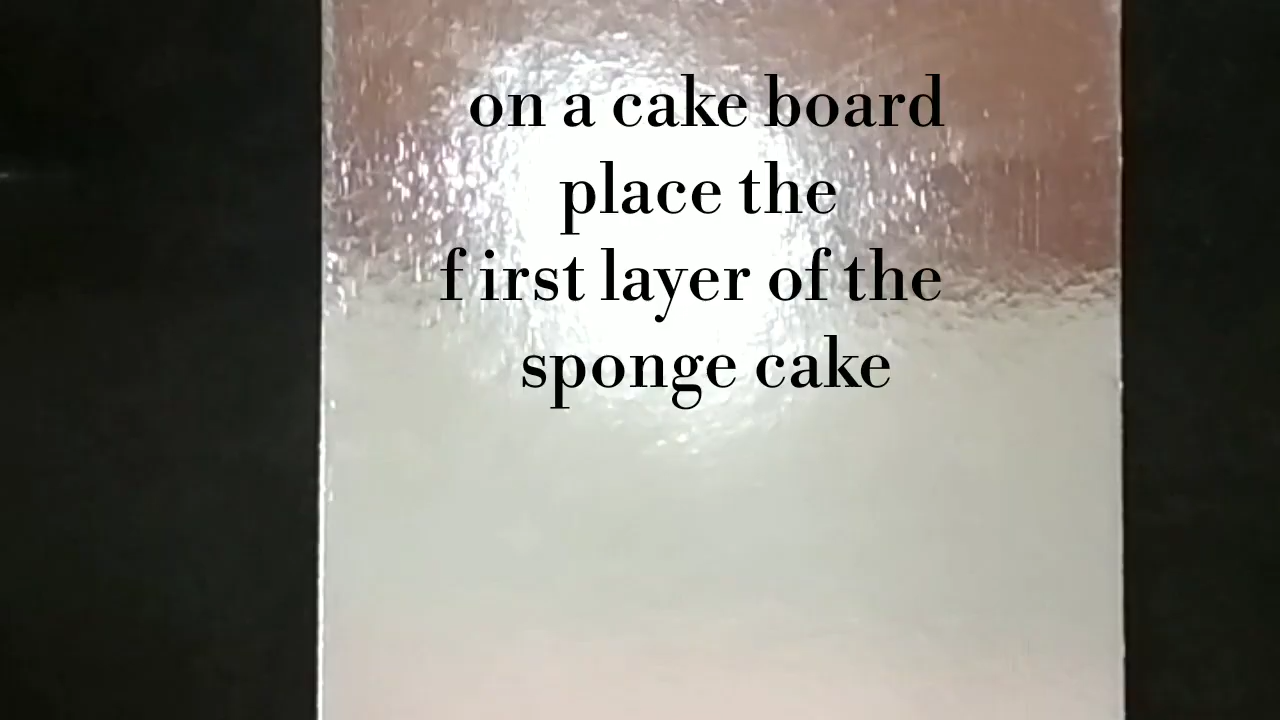 on a cake board
place the
first layer of the
sponge cake